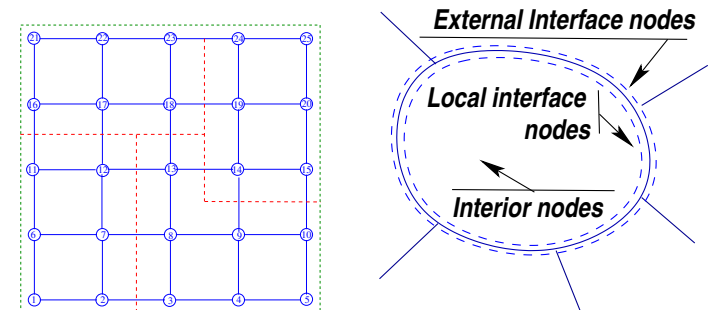 21 22 23 24 25
16 17 18 19 20
11 12 13 14 15
6 7 8 9 10
1 2 3 4 5
External Interface nodes
Local interface
nodes
Interior nodes